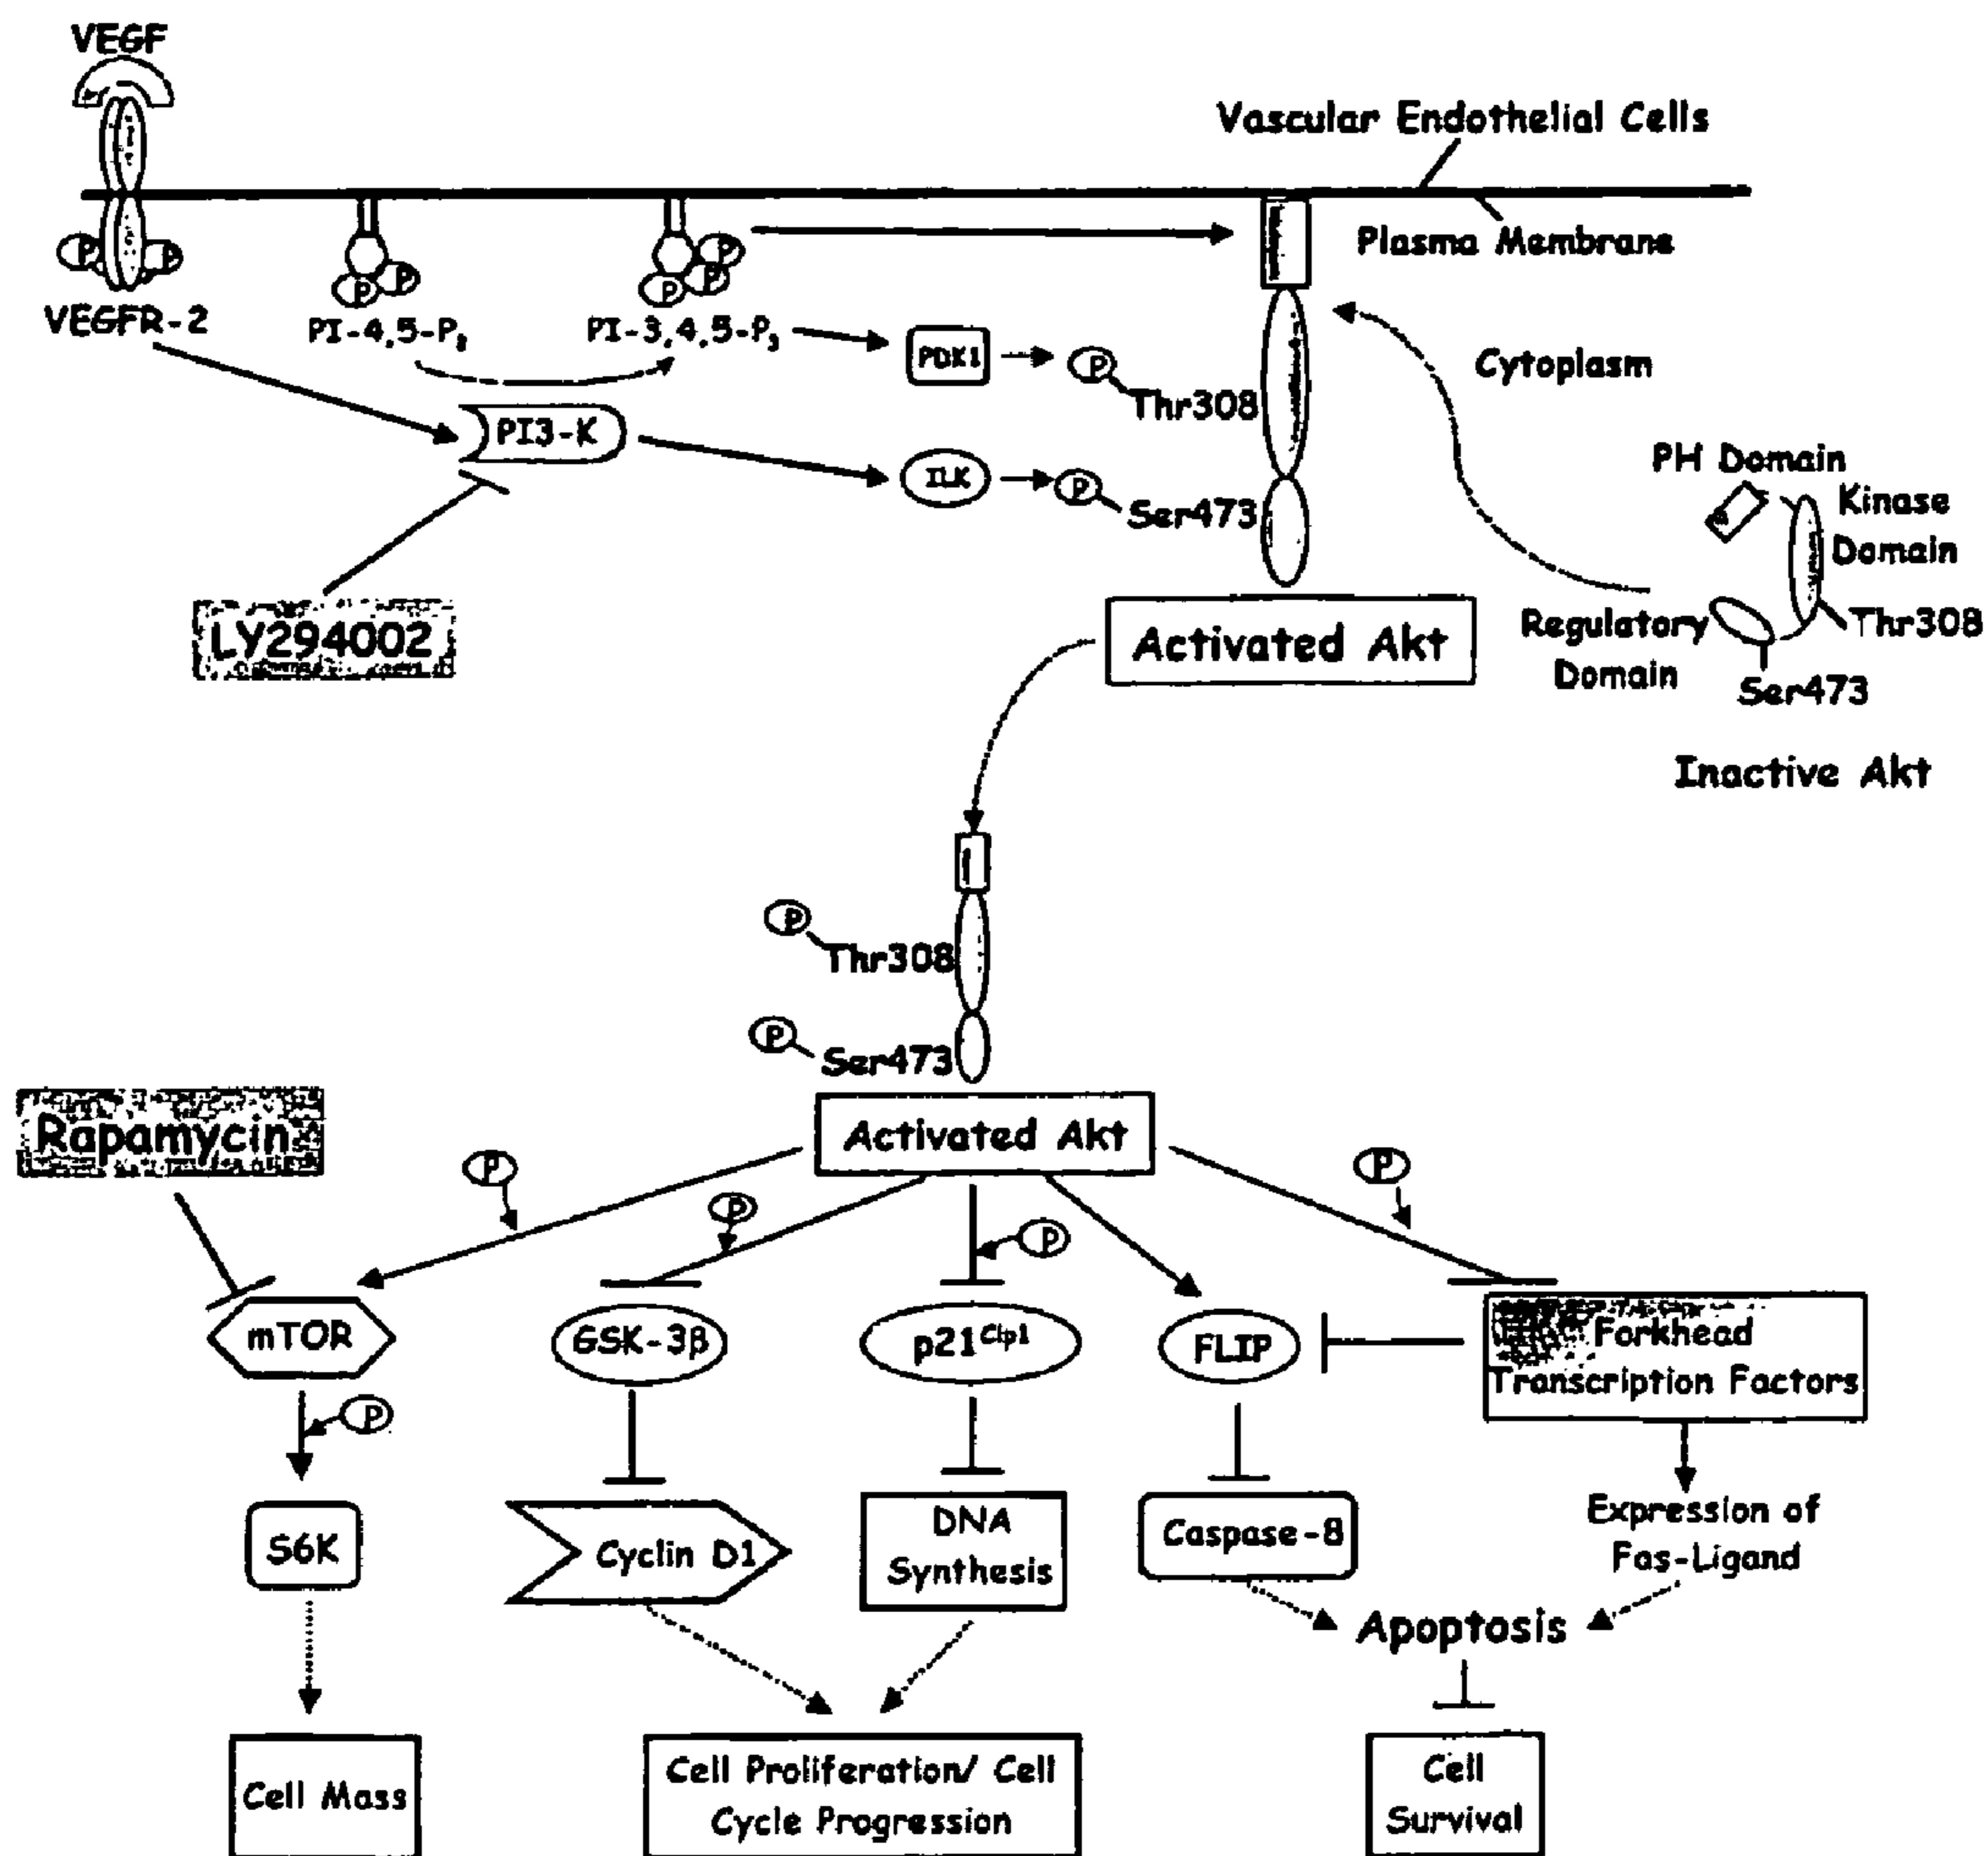 VEGF
Vascular Endothelial Cells
P
P
P
P
P
P
P
Plasma Membrane
VEGFR-2
PI-4,5-P
PI-3,4,5-P
PDK1
P
Thr308
Cytoplasm
PI3-K
ILK
P
Ser473
PH Domain
Kinase
Domain
LY294002
Activated Akt
Regulatory
Domain
Thr308
Ser473
Inactive Akt
P
Thr308
P
Ser473
Rapamycin
Activated Akt
P
P
P
P
mTOR
GSK-3β
p21Cip1
FLIP
Forkhead
Transcription Factors
P
S6K
Cyclin D1
DNA
Synthesis
Caspase-8
Expression of
Fas-Ligand
Apoptosis
Cell Mass
Cell Proliferation/ Cell
Cycle Progression
Cell
Survival